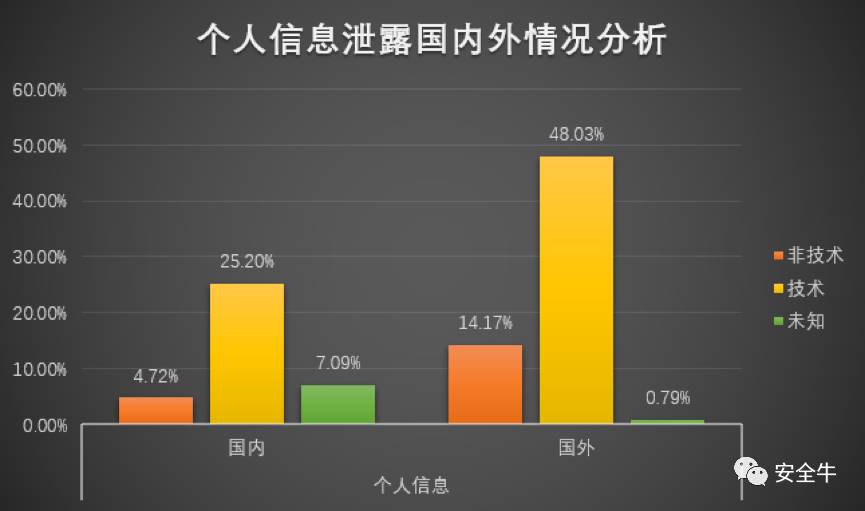 个人信息泄露国内外情况分析
60.00%
50.00%
40.00%
30.00%
20.00%
10.00%
0.00%
4.72%
25.20%
7.09%
14.17%
48.03%
0.79%
国内
国外
个人信息
非技术
技术
未知
安全牛